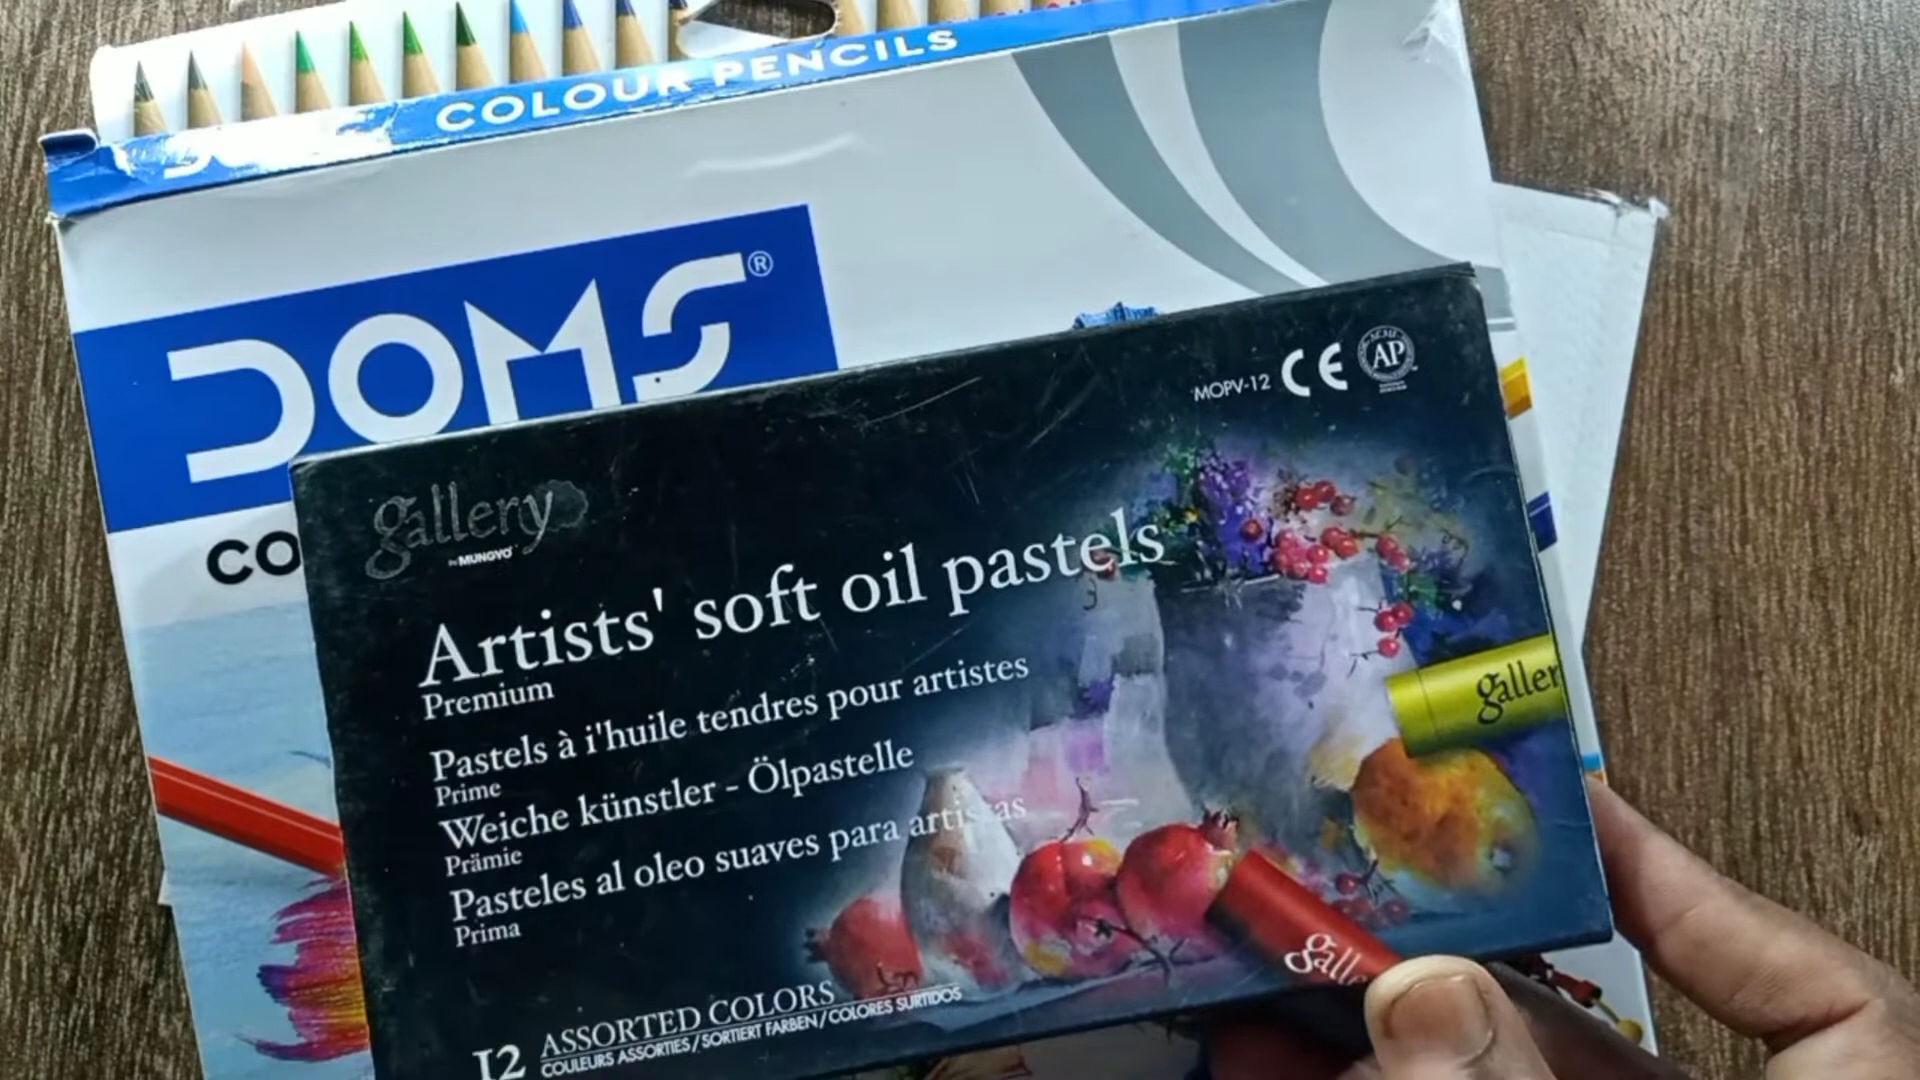 COLOUR PENCILS
DOMS®
CO
MOPV-12 CE AP
gallery
by MUNGYO
Artists' soft oil pastels
Premium
Pastels à i'huile tendres pour artistes
Prime
Weiche künstler - Ölpastelle
Prämie
Pasteles al oleo suaves para artistas
Prima
galler
galle
12 ASSORTED COLORS
COULEURS ASSORTIES / SORTIERT FARBEN / COLORES SURTIDOS